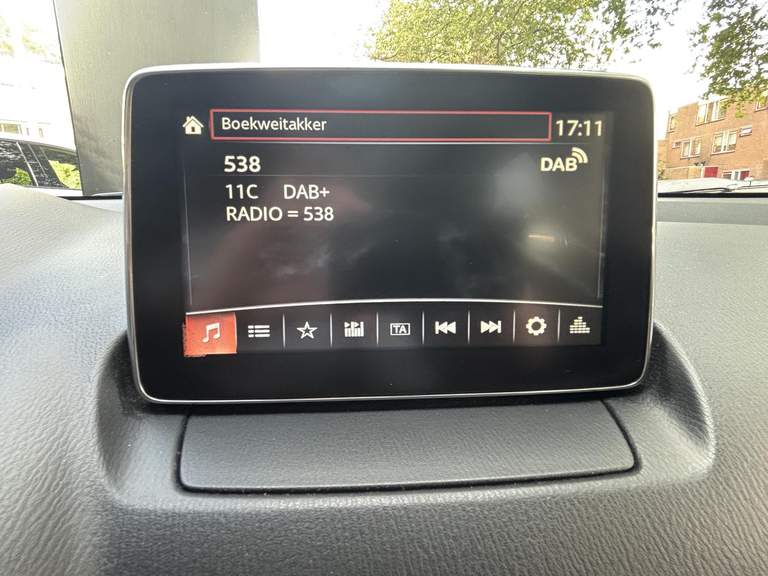 Boekweitakker
17:11
538
DAB
11C DAB+
RADIO = 538
TA